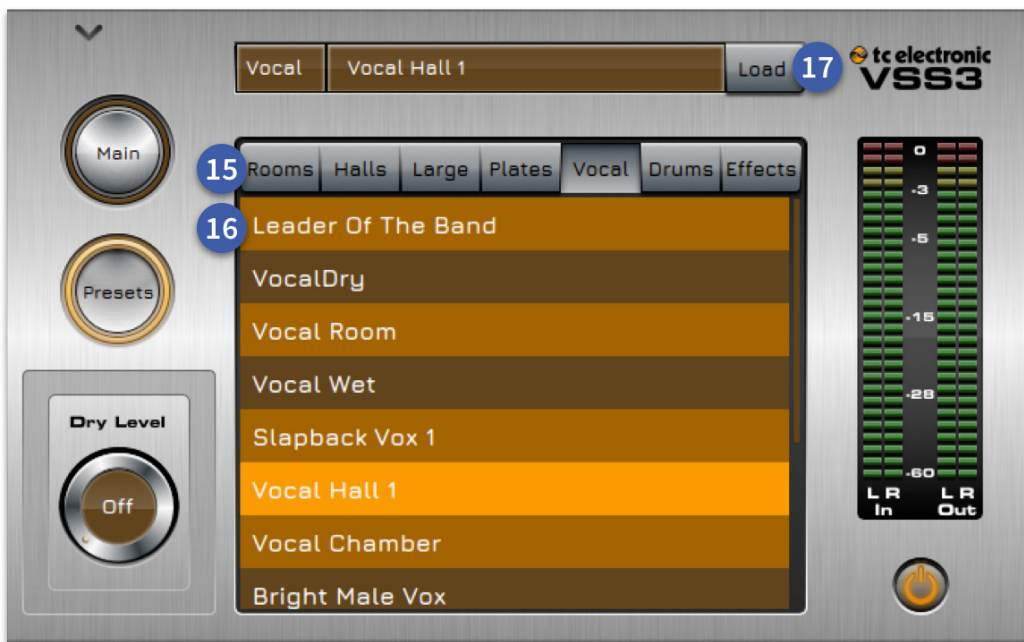 Vocal Vocal Hall 1 Load 17
tc electronic
VSS3
Main
15 Rooms Halls Large Plates Vocal Drums Effects
16 Leader Of The Band
VocalDry
Vocal Room
Presets
Vocal Wet
Slapback Vox 1
Vocal Hall 1
Vocal Chamber
Bright Male Vox
Dry Level
Off
0
-3
-5
-15
-28
-60
L R L R
In Out